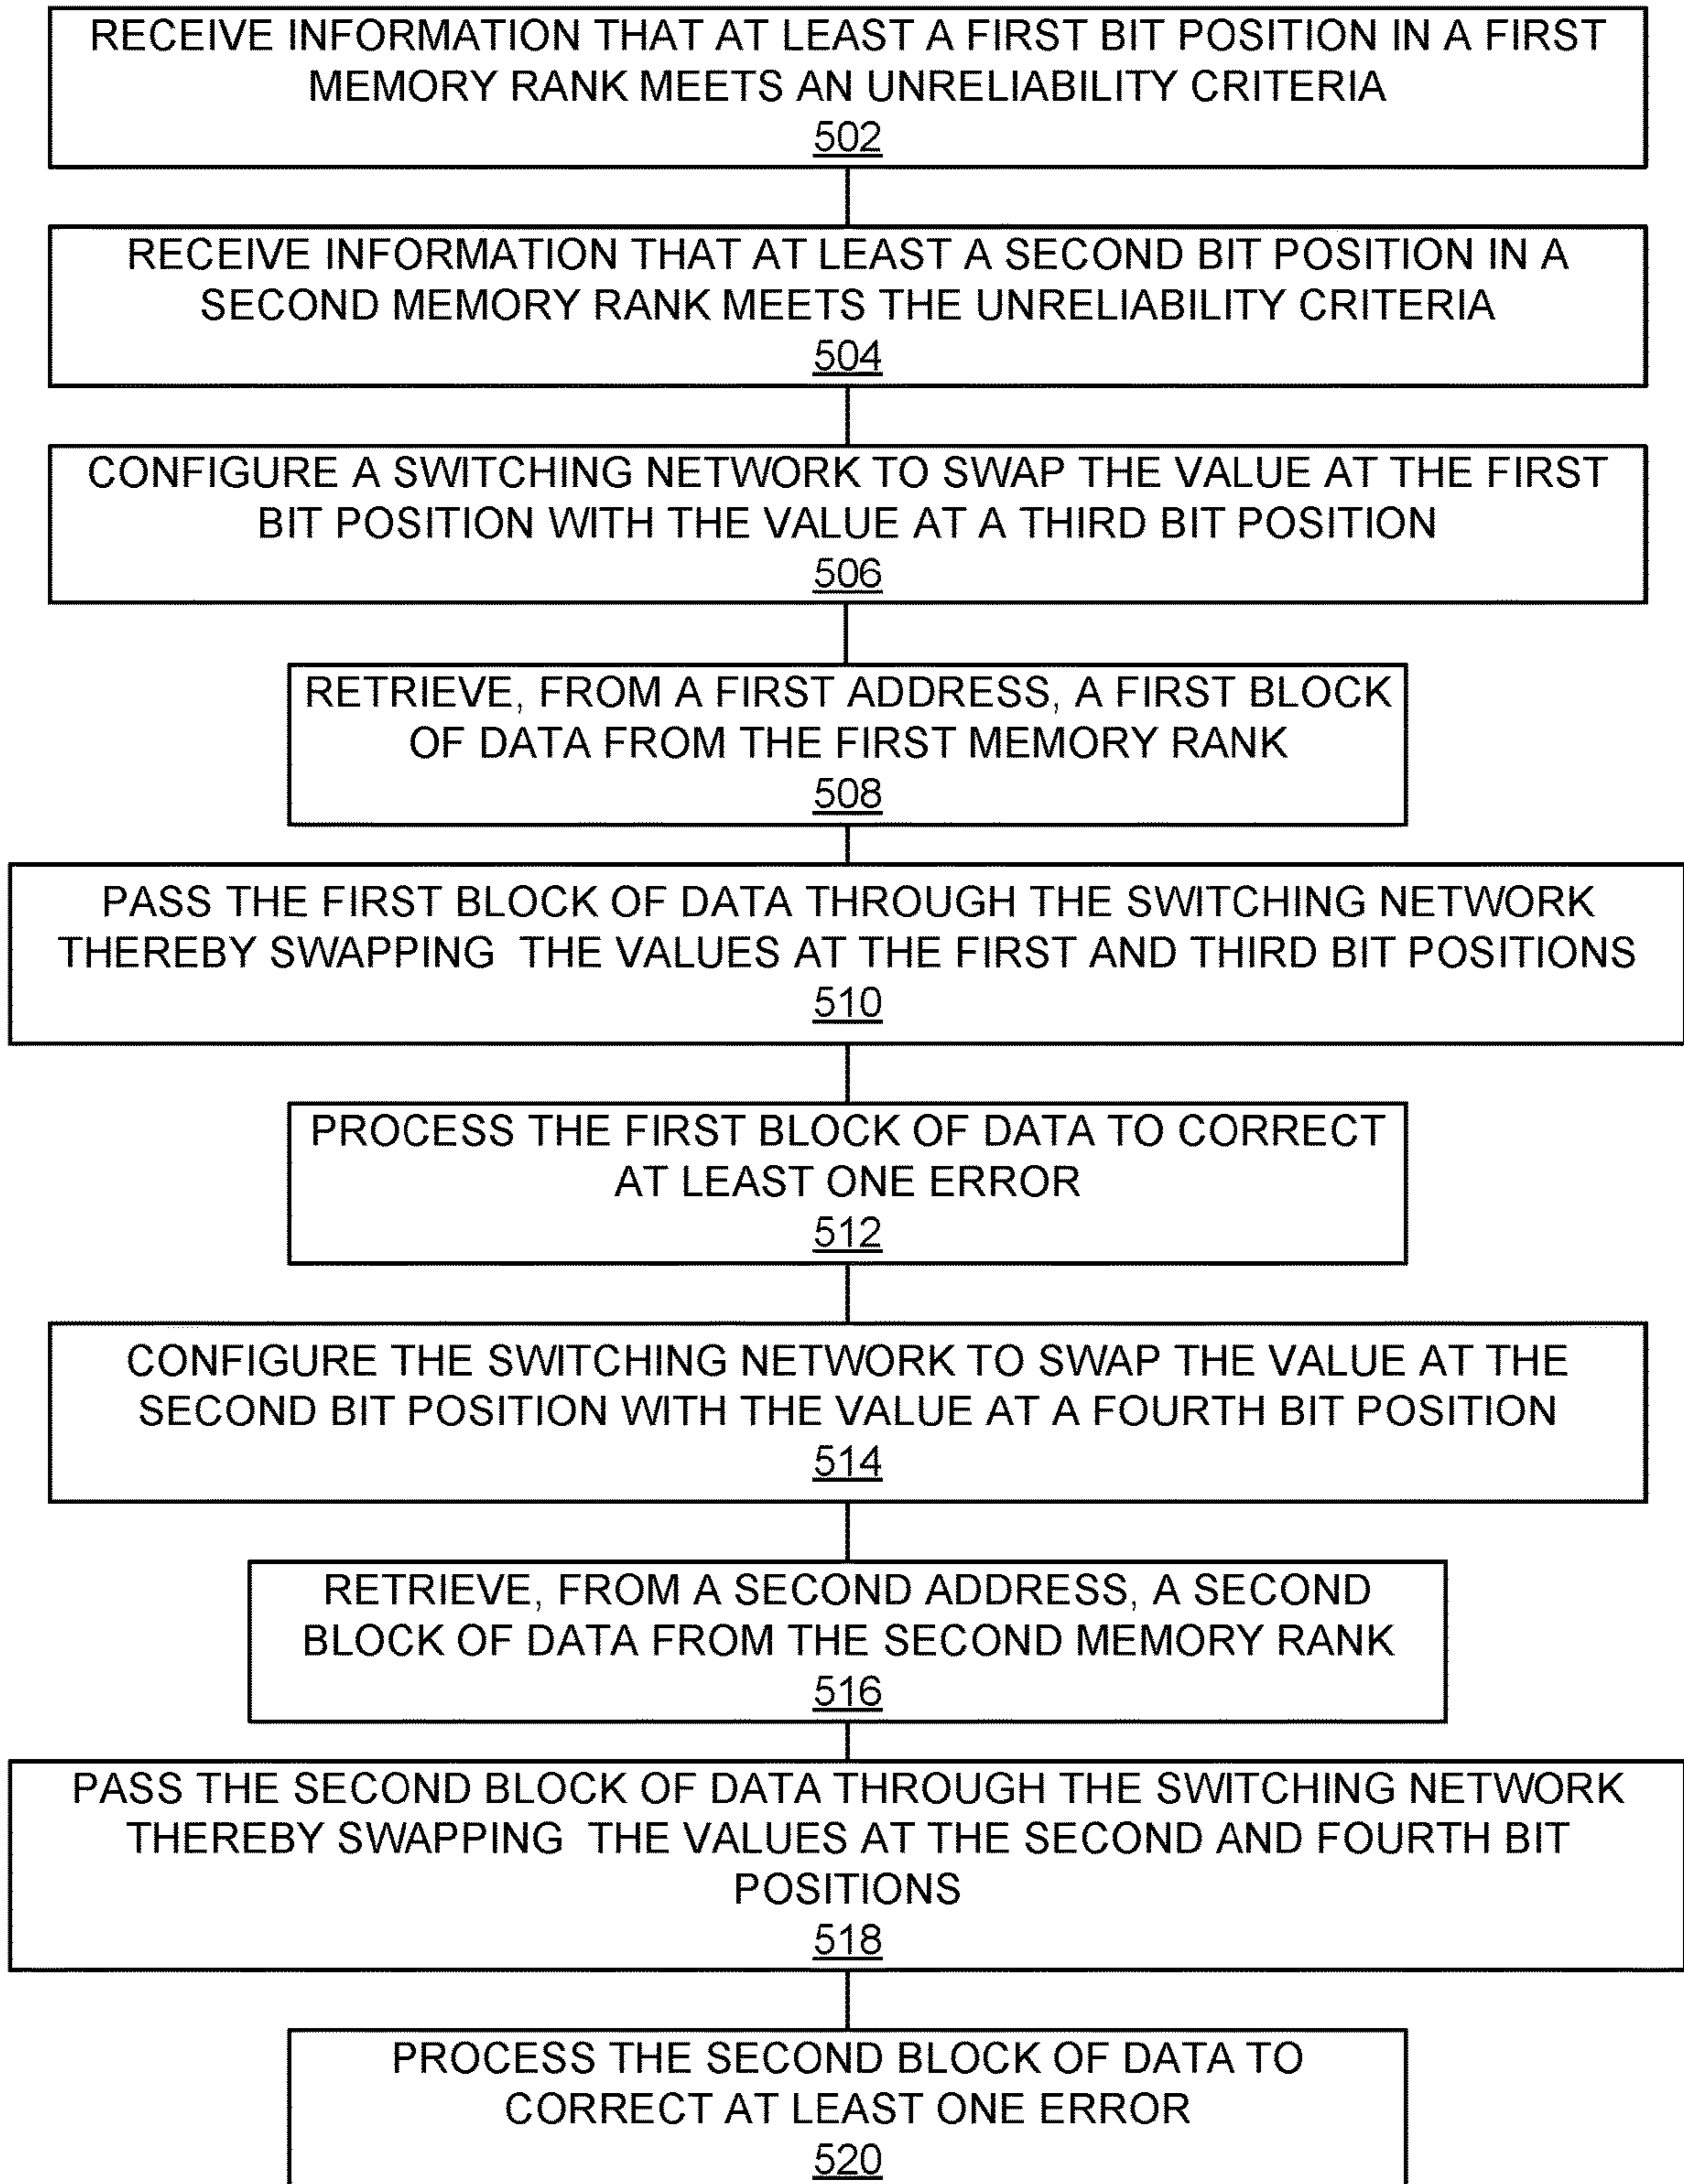 RECEIVE INFORMATION THAT AT LEAST A FIRST BIT POSITION IN A FIRST
MEMORY RANK MEETS AN UNRELIABILITY CRITERIA
502
RECEIVE INFORMATION THAT AT LEAST A SECOND BIT POSITION IN A
SECOND MEMORY RANK MEETS THE UNRELIABILITY CRITERIA
504
CONFIGURE A SWITCHING NETWORK TO SWAP THE VALUE AT THE FIRST
BIT POSITION WITH THE VALUE AT A THIRD BIT POSITION
506
RETRIEVE, FROM A FIRST ADDRESS, A FIRST BLOCK
OF DATA FROM THE FIRST MEMORY RANK
508
PASS THE FIRST BLOCK OF DATA THROUGH THE SWITCHING NETWORK
THEREBY SWAPPING THE VALUES AT THE FIRST AND THIRD BIT POSITIONS
510
PROCESS THE FIRST BLOCK OF DATA TO CORRECT
AT LEAST ONE ERROR
512
CONFIGURE THE SWITCHING NETWORK TO SWAP THE VALUE AT THE
SECOND BIT POSITION WITH THE VALUE AT A FOURTH BIT POSITION
514
RETRIEVE, FROM A SECOND ADDRESS, A SECOND
BLOCK OF DATA FROM THE SECOND MEMORY RANK
516
PASS THE SECOND BLOCK OF DATA THROUGH THE SWITCHING NETWORK
THEREBY SWAPPING THE VALUES AT THE SECOND AND FOURTH BIT
POSITIONS
518
PROCESS THE SECOND BLOCK OF DATA TO
CORRECT AT LEAST ONE ERROR
520